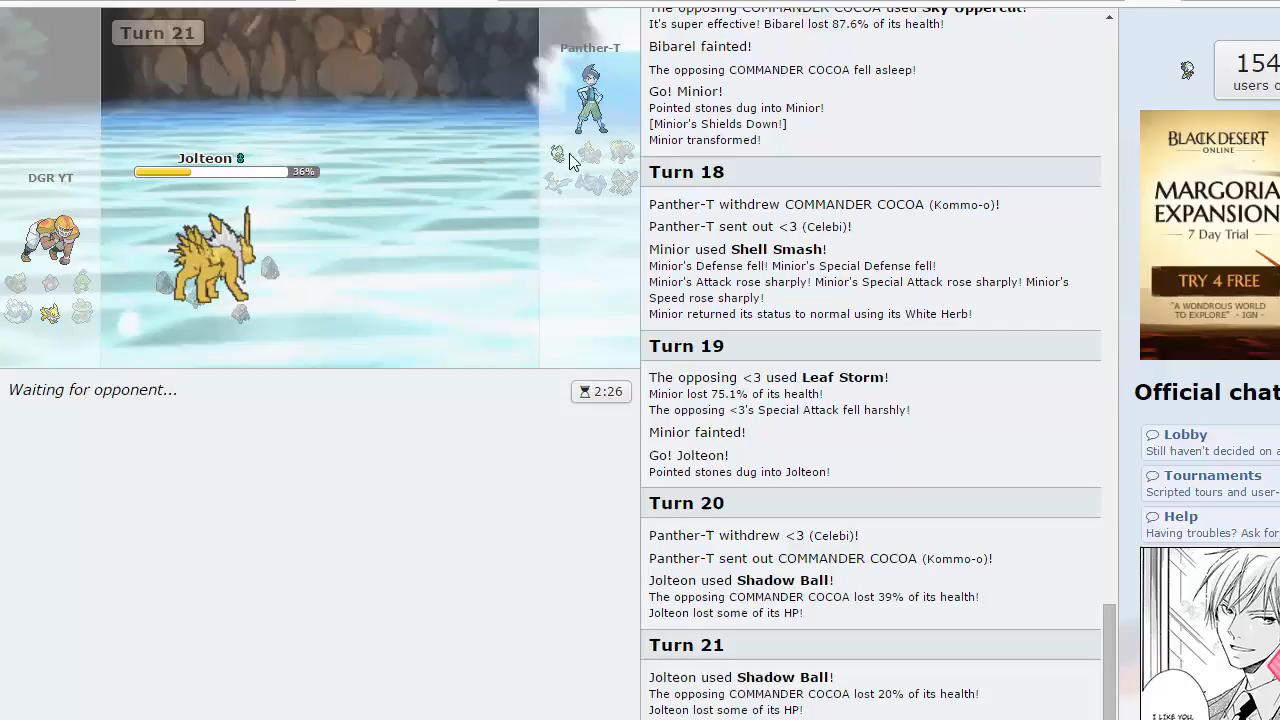 Turn 21
Panther-T
Jolteon
36%
DGR YT
Waiting for opponent...
2:26
The opposing COMMANDER COCOA used Sky Uppercut!
It's super effective! Bibarel lost 87.6% of its health!
Bibarel fainted!
The opposing COMMANDER COCOA fell asleep!
Go! Minior!
Pointed stones dug into Minior!
[Minior's Shields Down!]
Minior transformed!
Turn 18
Panther-T withdrew COMMANDER COCOA (Kommo-o)!
Panther-T sent out <3 (Celebi)!
Minior used Shell Smash!
Minior's Defense fell! Minior's Special Defense fell!
Minior's Attack rose sharply! Minior's Special Attack rose sharply! Minior's
Speed rose sharply!
Minior returned its status to normal using its White Herb!
Turn 19
The opposing <3 used Leaf Storm!
Minior lost 75.1% of its health!
The opposing <3's Special Attack fell harshly!
Minior fainted!
Go! Jolteon!
Pointed stones dug into Jolteon!
Turn 20
Panther-T withdrew <3 (Celebi)!
Panther-T sent out COMMANDER COCOA (Kommo-o)!
Jolteon used Shadow Ball!
The opposing COMMANDER COCOA lost 39% of its health!
Jolteon lost some of its HP!
Turn 21
Jolteon used Shadow Ball!
The opposing COMMANDER COCOA lost 20% of its health!
Jolteon lost some of its HP!
154
users o
BLACK DESERT
ONLINE
MARGORIA
EXPANSION
7 Day Trial
TRY 4 FREE
"A WONDROUS WORLD
TO EXPLORE" - IGN -
Official chat
Lobby
Still haven't decided on a
Tournaments
Scripted tours and user-
Help
Having troubles? Ask for
I LIKE YOU,